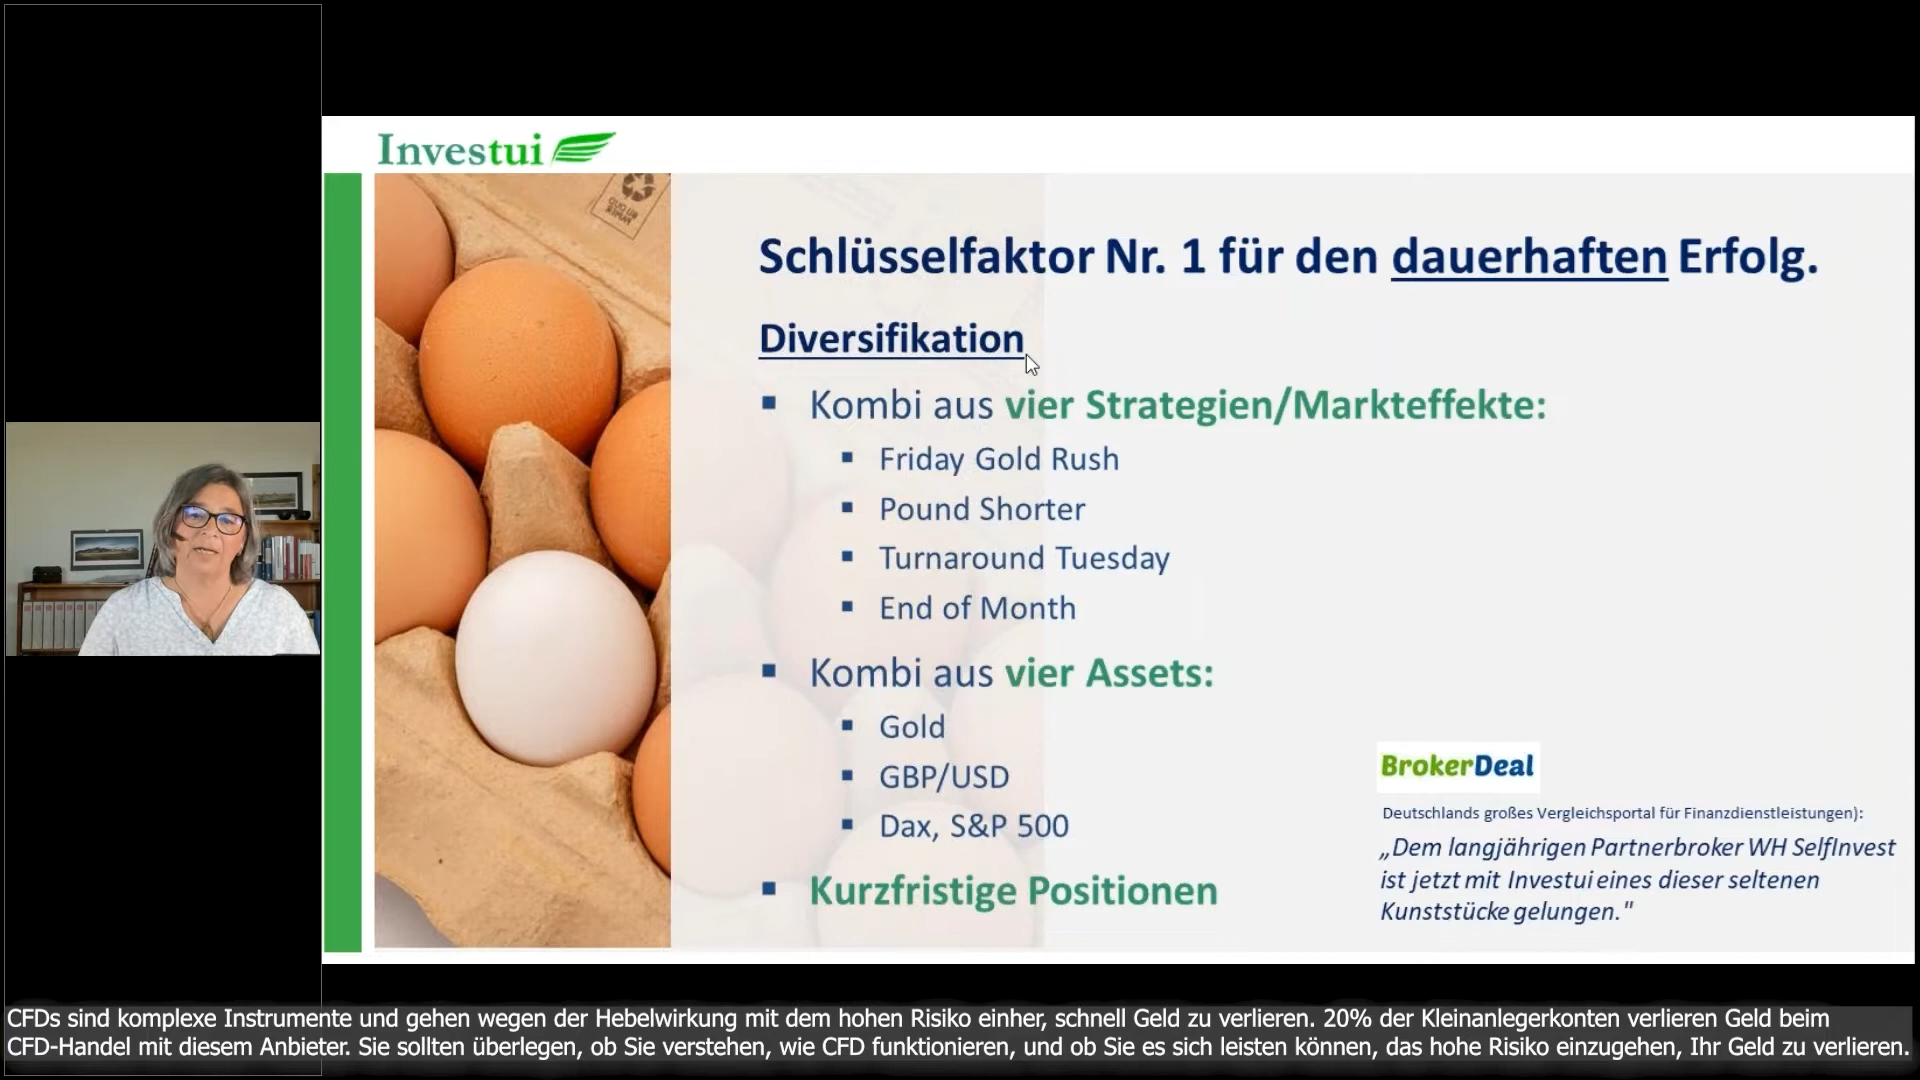 Investui
Schlüsselfaktor Nr. 1 für den dauerhaften Erfolg.
Diversifikation
Kombi aus vier Strategien/Markteffekte:
Friday Gold Rush
Pound Shorter
Turnaround Tuesday
End of Month
Kombi aus vier Assets:
Gold
GBP/USD
Dax, S&P 500
Kurzfristige Positionen
BrokerDeal
Deutschlands großes Vergleichsportal für Finanzdienstleistungen):
„Dem langjährigen Partnerbroker WH SelfInvest
ist jetzt mit Investui eines dieser seltenen
Kunststücke gelungen."
CFDs sind komplexe Instrumente und gehen wegen der Hebelwirkung mit dem hohen Risiko einher, schnell Geld zu verlieren. 20% der Kleinanlegerkonten verlieren Geld beim
CFD-Handel mit diesem Anbieter. Sie sollten überlegen, ob Sie verstehen, wie CFD funktionieren, und ob Sie es sich leisten können, das hohe Risiko einzugehen, Ihr Geld zu verlieren.